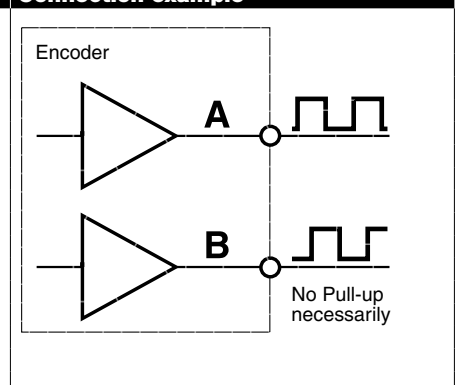 Connection example
Encoder
A
B
No Pull-up
necessarily